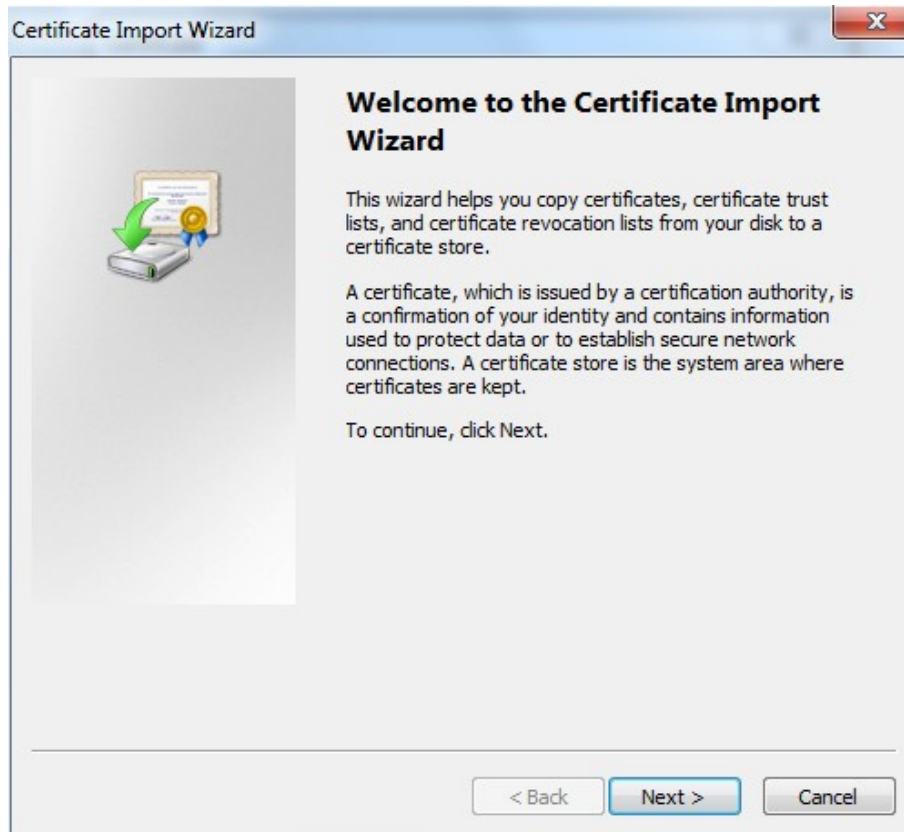 Certificate Import Wizard
x
Welcome to the Certificate Import
Wizard
This wizard helps you copy certificates, certificate trust
lists, and certificate revocation lists from your disk to a
certificate store.
A certificate, which is issued by a certification authority, is
a confirmation of your identity and contains information
used to protect data or to establish secure network
connections. A certificate store is the system area where
certificates are kept.
To continue, click Next.
< Back
Next >
Cancel